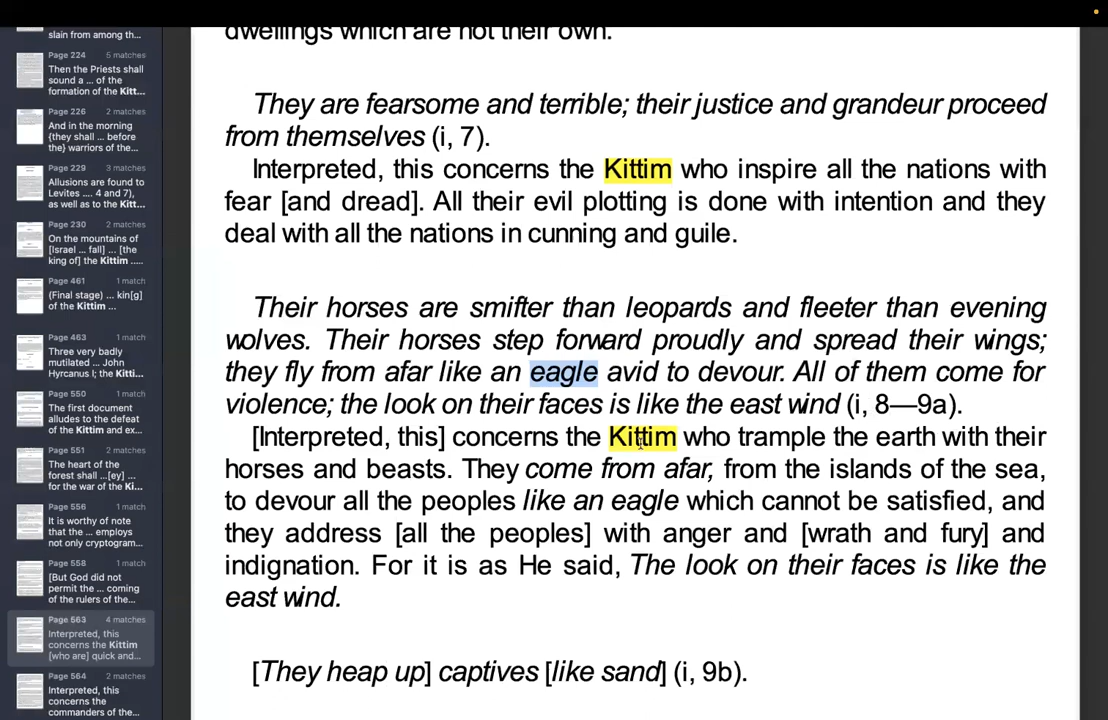 slain from among th...
Page 224 5 matches
Then the Priests shall
sound a ... of the
formation of the Kitt...
Page 226 2 matches
And in the morning
{they shall ... before
the} warriors of the...
Page 229 3 matches
Allusions are found to
Levites .... 4 and 7),
as well as to the Kitt...
Page 230 2 matches
On the mountains of
[Israel ... fall] ... [the
king of] the Kittim .....
Page 461 1 match
(Final stage) ... kin[g]
of the Kittim ...
Page 463 1 match
Three very badly
mutilated ... John
Hyrcanus I; the Kitti...
Page 550 1 match
The first document
alludes to the defeat
of the Kittim and ex...
Page 551 2 matches
The heart of the
forest shall ...[ey] ...
for the war of the Ki...
Page 556 1 match
It is worthy of note
that the ... employs
not only cryptogram...
Page 558 1 match
[But God did not
permit the ... coming
of the rulers of the...
Page 563 4 matches
Interpreted, this
concerns the Kittim
[who are] quick and...
Page 564 2 matches
Interpreted, this
concerns the
commanders of the...
dwellings which are not their own.
They are fearsome and terrible; their justice and grandeur proceed
from themselves (i, 7).
Interpreted, this concerns the Kittim who inspire all the nations with
fear [and dread]. All their evil plotting is done with intention and they
deal with all the nations in cunning and guile.
Their horses are smifter than leopards and fleeter than evening
wolves. Their horses step forward proudly and spread their wings;
they fly from afar like an eagle avid to devour. All of them come for
violence; the look on their faces is like the east wind (i, 8—9a).
[Interpreted, this] concerns the Kittim who trample the earth with their
horses and beasts. They come from afar, from the islands of the sea,
to devour all the peoples like an eagle which cannot be satisfied, and
they address [all the peoples] with anger and [wrath and fury] and
indignation. For it is as He said, The look on their faces is like the
east wind.
[They heap up] captives [like sand] (i, 9b).